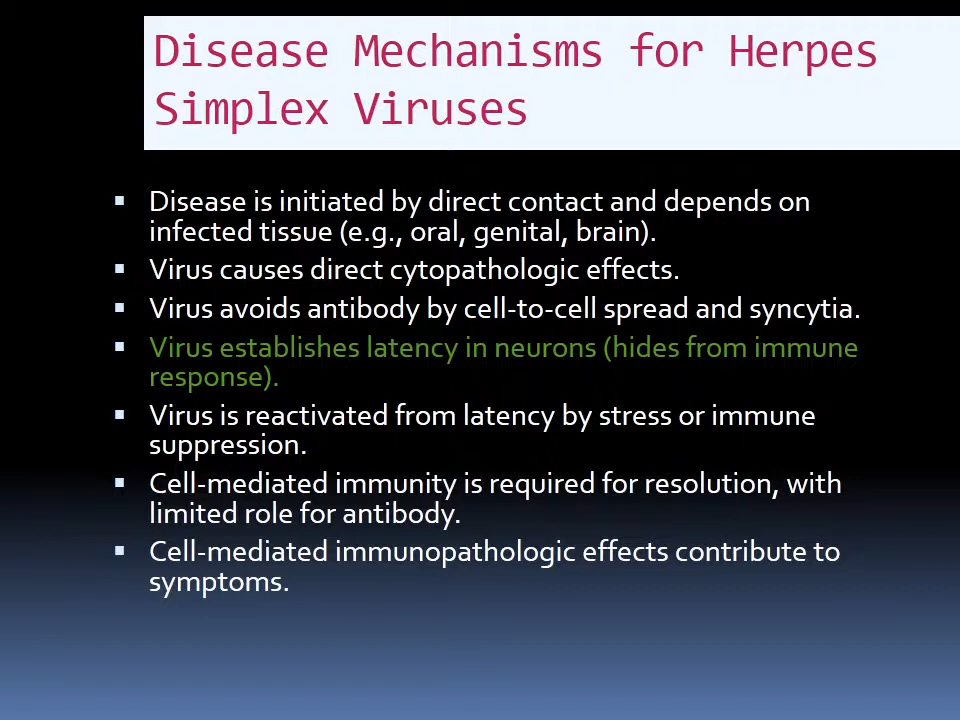 Disease Mechanisms for Herpes
Simplex Viruses
▪ Disease is initiated by direct contact and depends on
infected tissue (e.g., oral, genital, brain).
▪ Virus causes direct cytopathologic effects.
▪ Virus avoids antibody by cell-to-cell spread and syncytia.
▪ Virus establishes latency in neurons (hides from immune
response).
▪ Virus is reactivated from latency by stress or immune
suppression.
▪ Cell-mediated immunity is required for resolution, with
limited role for antibody.
▪ Cell-mediated immunopathologic effects contribute to
symptoms.